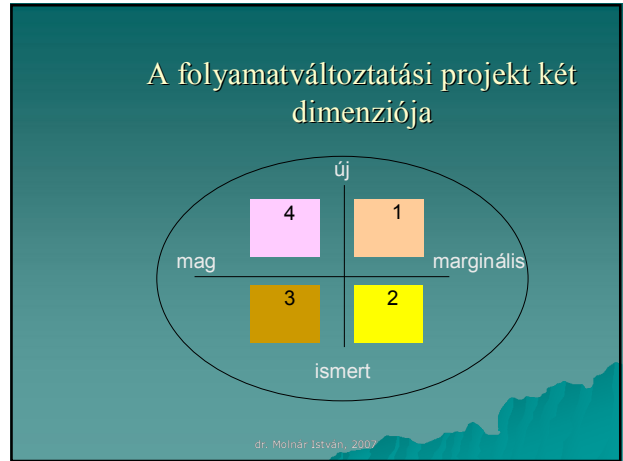 A folyamatváltoztatási projekt két
dimenziója
új
4 1
mag marginális
3 2
ismert
dr. Molnár István, 2007